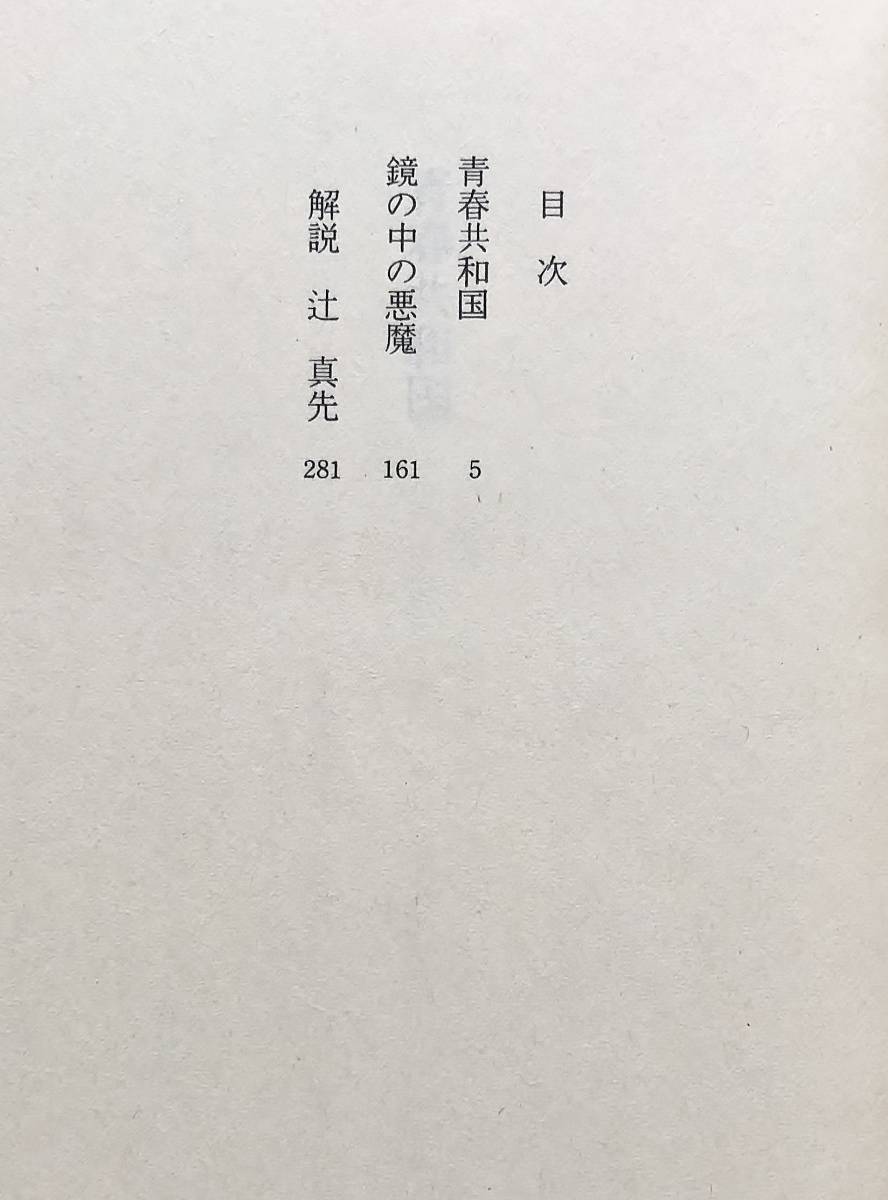 目次
青春共和国 5
鏡の中の悪魔 161
解説 辻 真先 281